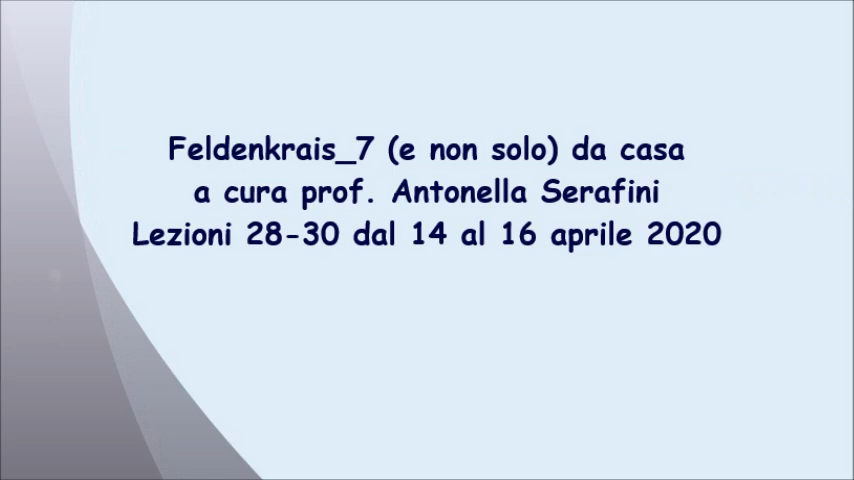 Feldenkrais_7 (e non solo) da casa
a cura prof. Antonella Serafini
Lezioni 28-30 dal 14 al 16 aprile 2020